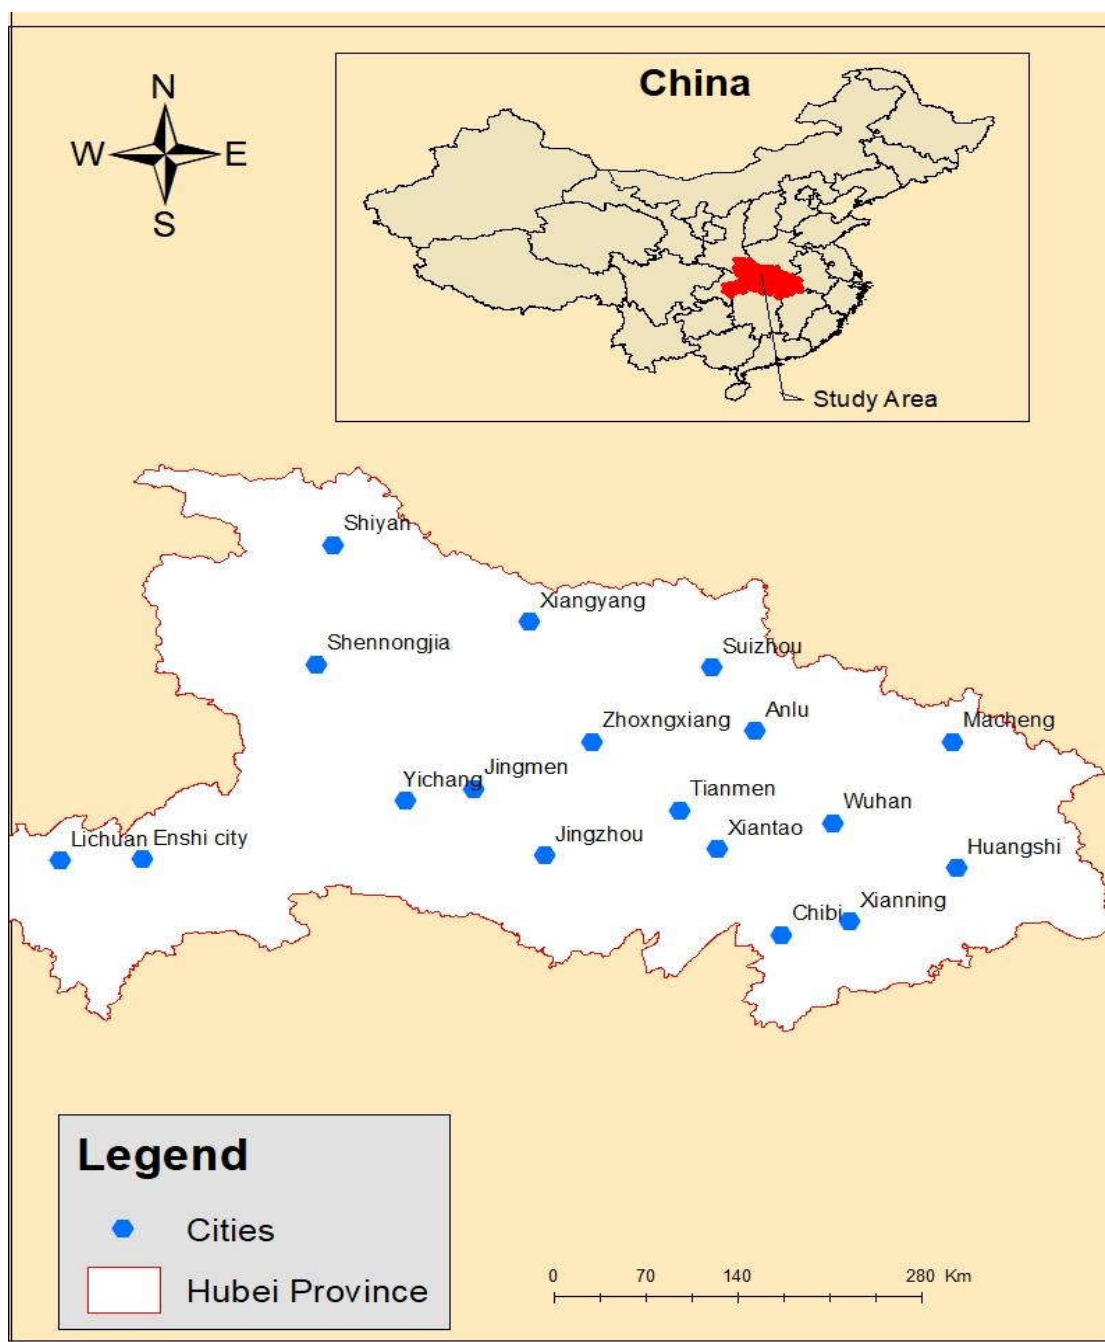 China
N
W E
S
Study Area
Shiyan
Xiangyang
Shennongjia
Suizhou
Zhoxngxiang
Anlu
Macheng
Yichang
Jingmen
Tianmen
Wuhan
Lichuan
Enshi city
Jingzhou
Xiantao
Huangshi
Chibi
Xianning
Legend
Cities
Hubei Province
0 70 140 280 Km